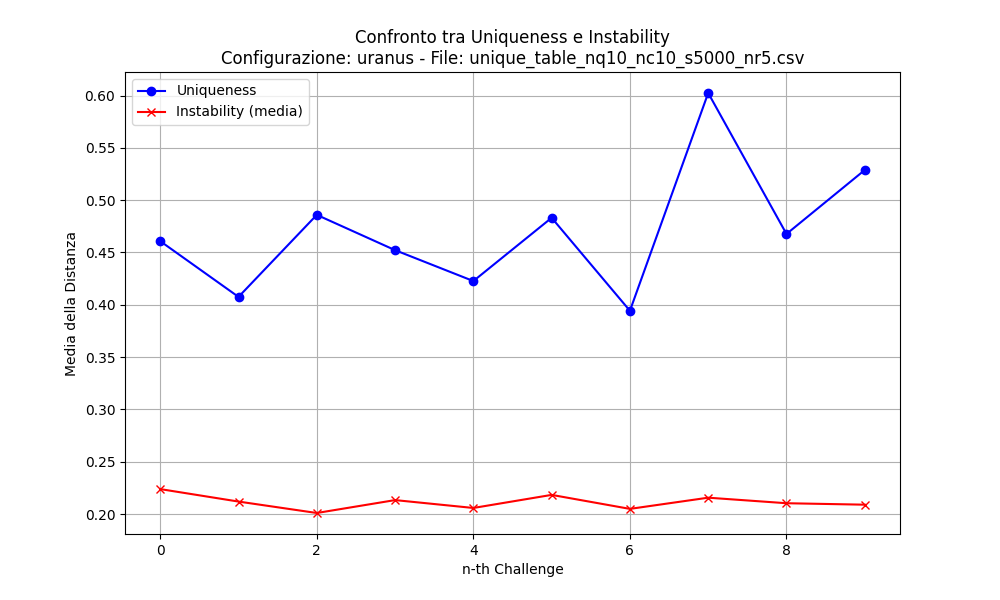 Confronto tra Uniqueness e Instability
Configurazione: uranus - File: unique_table_nq10_nc10_s5000_nr5.csv
Uniqueness
Instability (media)
Media della Distanza
0.60
0.55
0.50
0.45
0.40
0.35
0.30
0.25
0.20
0 2 4 6 8
n-th Challenge